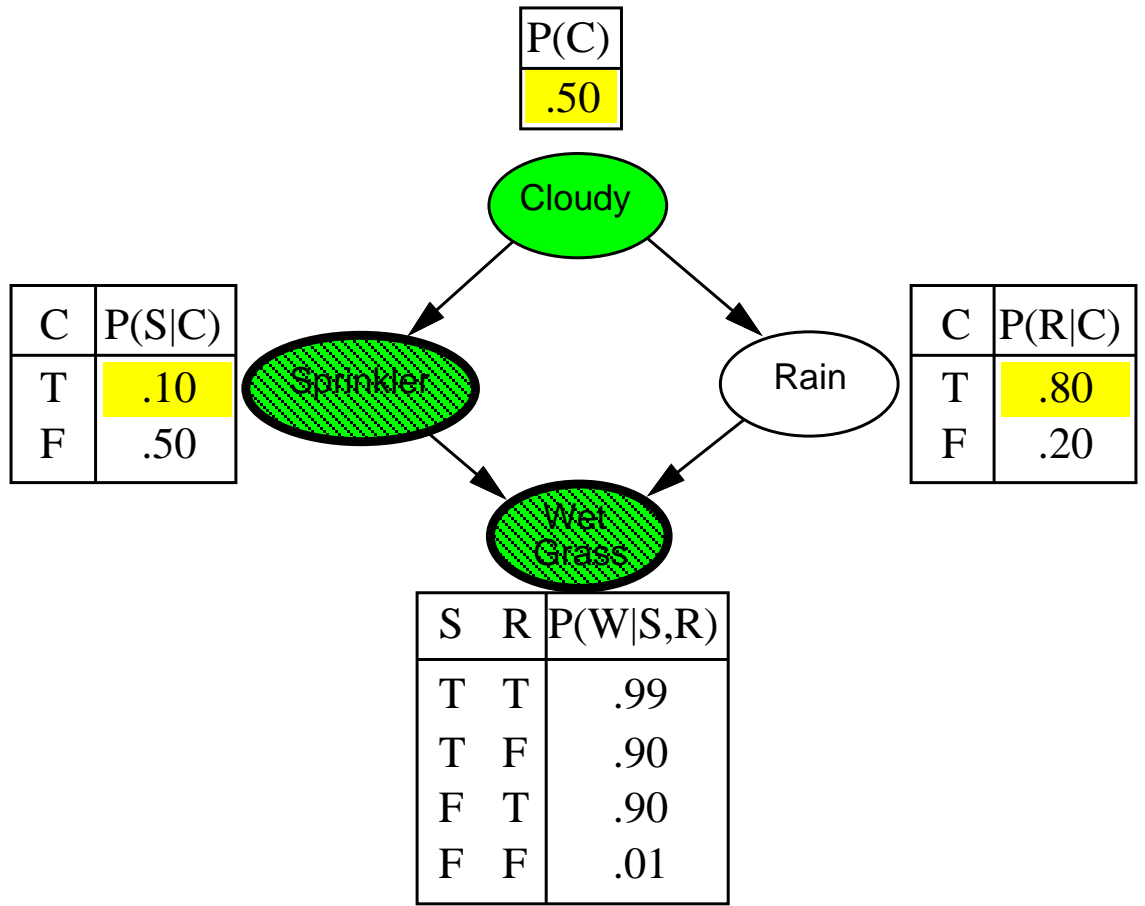 P(C)
.50
Cloudy
C P(S|C)
T .10
F .50
Sprinkler
Rain
C P(R|C)
T .80
F .20
Wet
Grass
S R P(W|S,R)
T T .99
T F .90
F T .90
F F .01